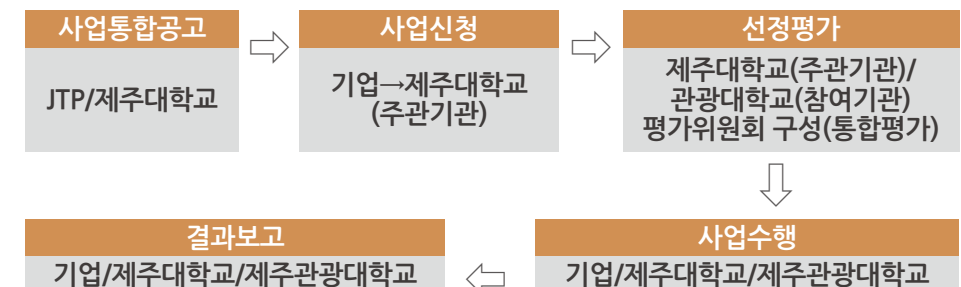 사업통합공고
JTP/제주대학교
사업신청
기업→제주대학교
(주관기관)
선정평가
제주대학교(주관기관)/
관광대학교(참여기관)
평가위원회 구성(통합평가)
사업수행
기업/제주대학교/제주관광대학교
결과보고
기업/제주대학교/제주관광대학교